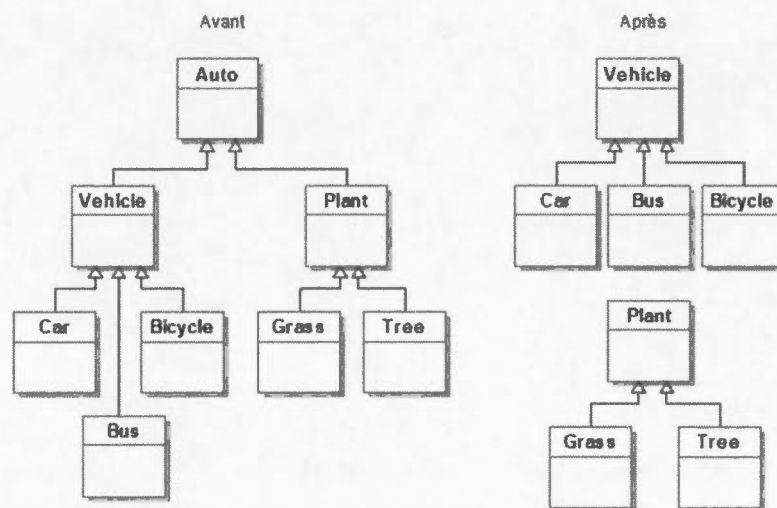 Avant
Auto
Vehicle
Plant
Car
Bicycle
Grass
Tree
Bus
Après
Vehicle
Car
Bus
Bicycle
Plant
Grass
Tree